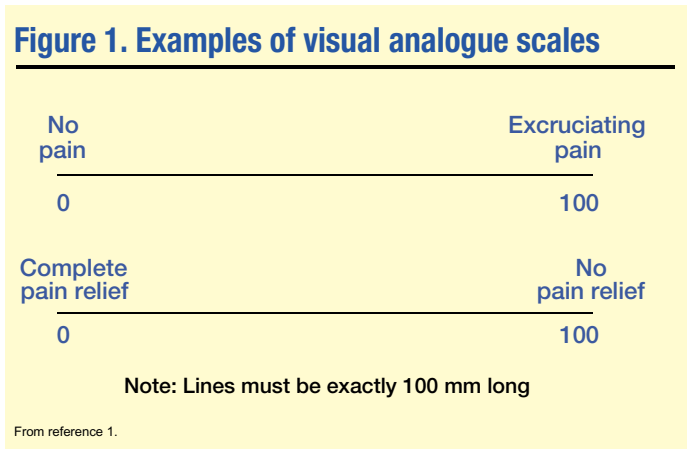 Figure 1. Examples of visual analogue scales
No Excruciating
pain pain
0 100
Complete No
pain relief pain relief
0 100
Note: Lines must be exactly 100 mm long
From reference 1.